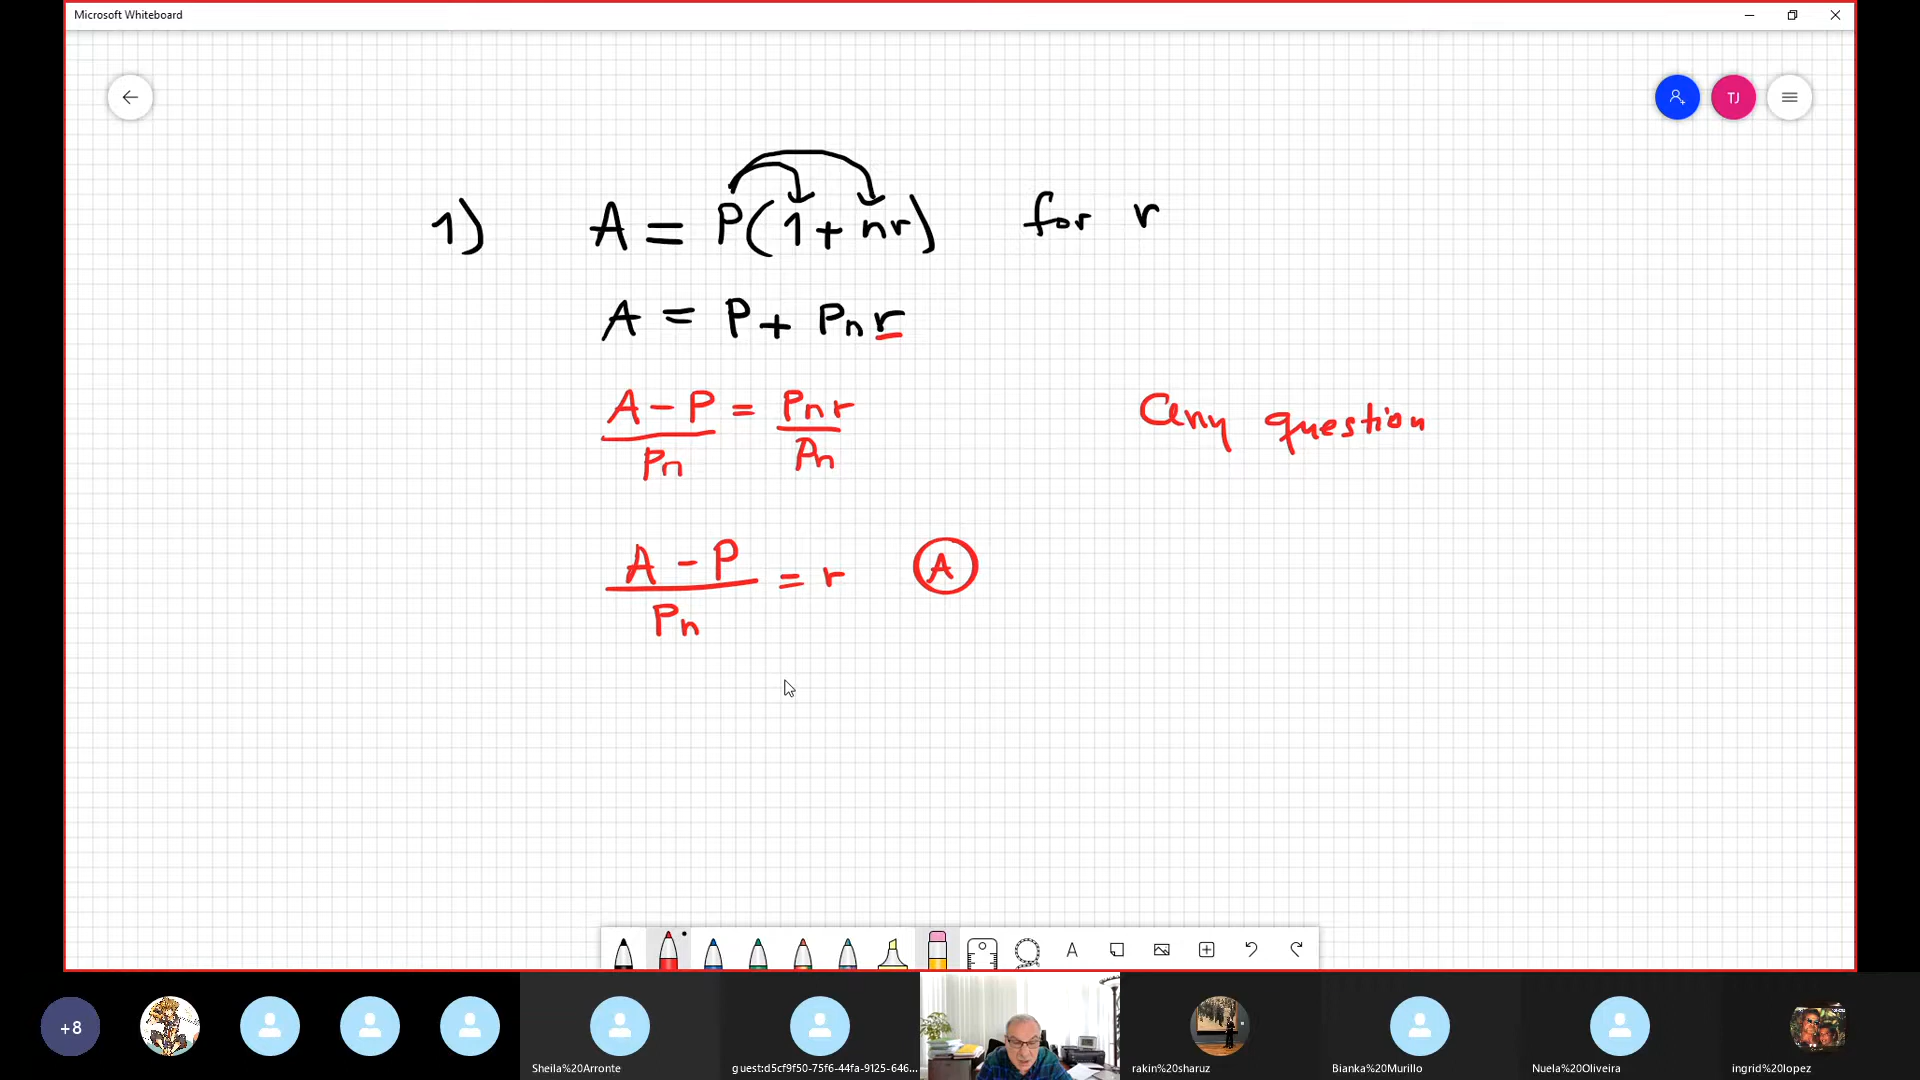 Microsoft Whiteboard
TJ
1) A = P(1 + nr) for r
A = P + Pnr
A - P = Pnr
Pn Pn
Any question
A - P
= r A
Pn
A
+8
Sheila%20Arronte
guest:d5cf9f50-75f6-44fa-9125-646...
rakin%20sharuz
Bianka%20Murillo
Nuela%20Oliveira
ingrid%20lopez